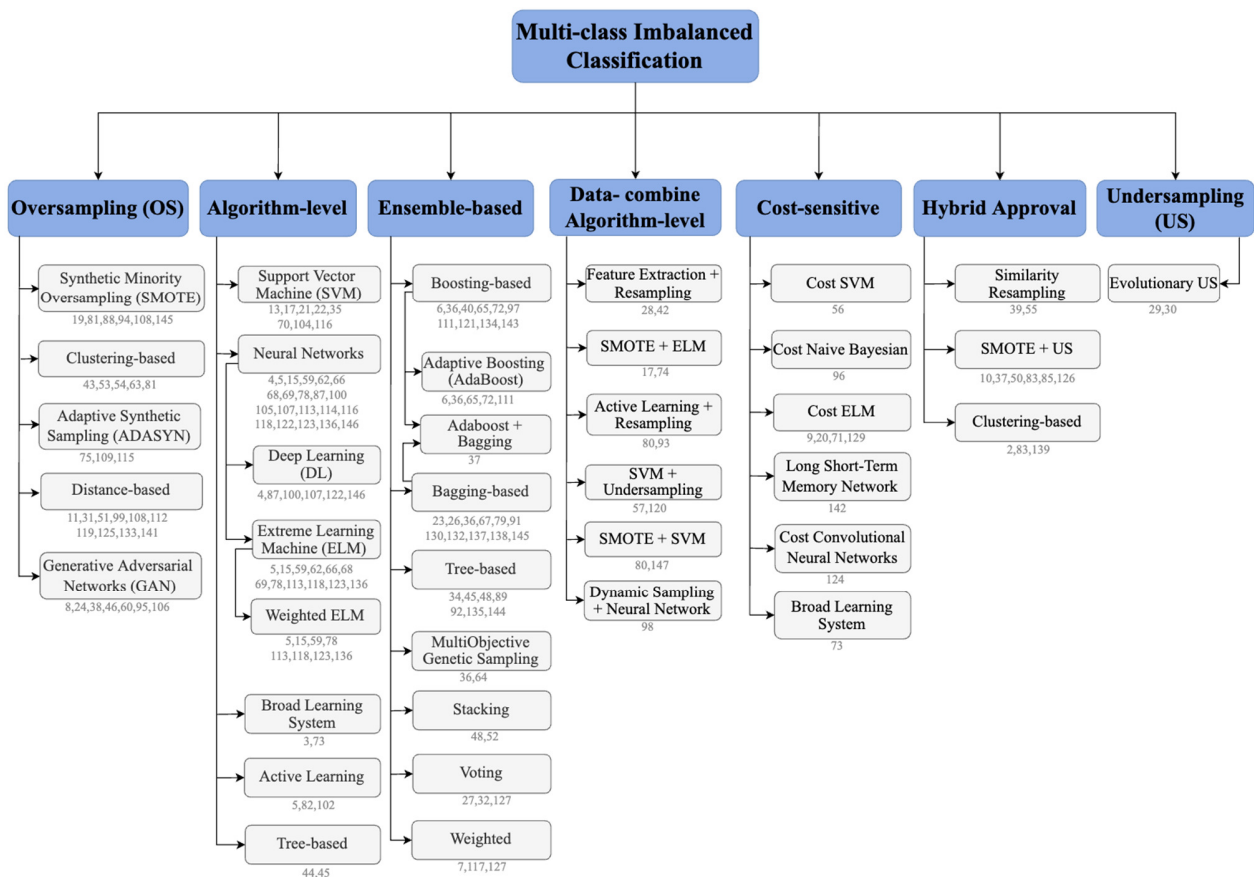 Multi-class Imbalanced
Classification
Oversampling (OS)
Synthetic Minority
Oversampling (SMOTE)
19,81,88,94,108,145
Clustering-based
43,53,54,63,81
Adaptive Synthetic
Sampling (ADASYN)
75,109,115
Distance-based
11,31,51,99,108,112
119,125,133,141
Generative Adversarial
Networks (GAN)
8,24,38,46,60,95,106
Algorithm-level
Support Vector
Machine (SVM)
13,17,21,22,35
70,104,116
Neural Networks
4,5,15,59,62,66
68,69,78,87,100
105,107,113,114,116
118,122,123,136,146
Deep Learning
(DL)
4,87,100,107,122,146
Extreme Learning
Machine (ELM)
5,15,59,62,66,68
69,78,113,118,123,136
Weighted ELM
5,15,59,78
113,118,123,136
Broad Learning
System
3,73
Active Learning
5,82,102
Tree-based
44,45
Ensemble-based
Boosting-based
6,36,40,65,72,97
111,121,134,143
Adaptive Boosting
(AdaBoost)
6,36,65,72,111
Adaboost +
Bagging
37
Bagging-based
23,26,36,67,79,91
130,132,137,138,145
Tree-based
34,45,48,89
92,135,144
MultiObjective
Genetic Sampling
36,64
Stacking
48,52
Voting
27,32,127
Weighted
7,117,127
Data- combine
Algorithm-level
Feature Extraction +
Resampling
28,42
SMOTE + ELM
17,74
Active Learning +
Resampling
80,93
SVM +
Undersampling
57,120
SMOTE + SVM
80,147
Dynamic Sampling
+ Neural Network
98
Cost-sensitive
Cost SVM
56
Cost Naive Bayesian
96
Cost ELM
9,20,71,129
Long Short-Term
Memory Network
142
Cost Convolutional
Neural Networks
124
Broad Learning
System
73
Hybrid Approval
Similarity
Resampling
39,55
SMOTE + US
10,37,50,83,85,126
Clustering-based
2,83,139
Undersampling
(US)
Evolutionary US
29,30